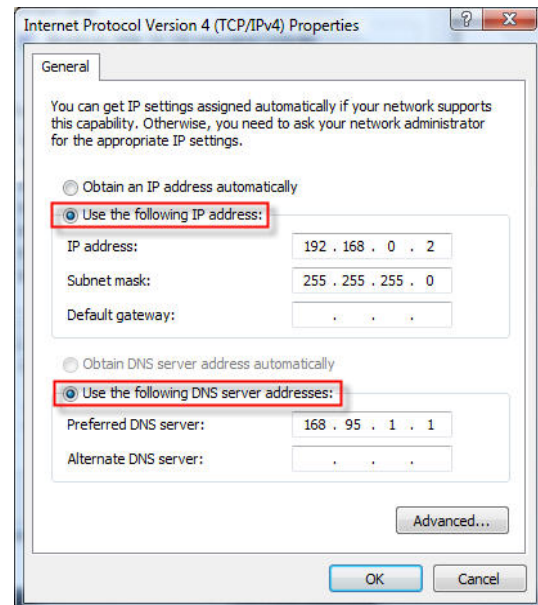 Internet Protocol Version 4 (TCP/IPv4) Properties
General
You can get IP settings assigned automatically if your network supports
this capability. Otherwise, you need to ask your network administrator
for the appropriate IP settings.
Obtain an IP address automatically
Use the following IP address:
IP address: 192 . 168 . 0 . 2
Subnet mask: 255 . 255 . 255 . 0
Default gateway: . . .
Obtain DNS server address automatically
Use the following DNS server addresses:
Preferred DNS server: 168 . 95 . 1 . 1
Alternate DNS server: . . .
Advanced...
OK Cancel